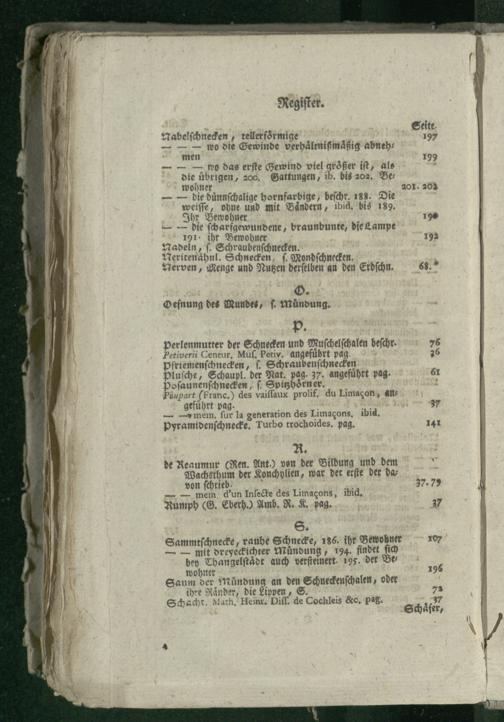 Register.
Seite.
Nabelschnecken, tellerförmige 197
— — — wo die Gewinde verhältnißmäßig abneh-
men 199
— — — wo das erste Gewind viel größer ist, als
die übrigen, 200. Gattungen, ib. bis 202. Be-
wohner 201. 202
— — die dünnschalige hornfarbige, beschr. 188. Die
weisse, ohne und mit Bändern, ibid. bis 189.
Ihr Bewohner 190
— — die scharfgewundene, braunbunte, die Lampe
191. ihr Bewohner 192
Nadeln, s. Schraubenschnecken.
Neritenähnl. Schnecken, s. Mondschnecken.
Nerven, Menge und Nutzen derselben an den Erdschn. 68.
O.
Oefnung des Mundes, s. Mündung.
P.
Perlenmutter der Schnecken und Muschelschalen beschr. 76
Petiverii Centur. Mus. Petiv. angeführt pag. 36
Pfriemenschnecken, s. Schraubenschnecken
Plüsche, Schaupl. der Nat. pag. 37. angeführt pag. 61
Posaunenschnecken, s. Spitzhörner.
Püupart (Franc.) des vaissaux prolif. du Limaçon, an-
geführt pag. 37
— — mem. sur la generation des Limaçons, ibid.
Pyramidenschnecke, Turbo trochoides. pag. 141
R.
de Reaumur (Ren. Ant.) von der Bildung und dem
Wachsthum der Konchylien, war der erste der da-
von schrieb 37. 79
— — mem. d'un Insecte des Limaçons, ibid.
Rumph (G. Eberh.) Amb. R. K. pag. 37
S.
Sammtschnecke, rauhe Schnecke, 186. ihr Bewohner 107
— — mit dreyeckichter Mündung, 194. findet sich
bey Thangelstädt auch versteinert. 195. der Be-
wohner 196
Saum der Mündung an den Schneckenschalen, oder
ihre Ränder, die Lippen, S. 72
Schacht. Math. Heinr. Diss. de Cochleis &c. pag. 37
Schäfer,